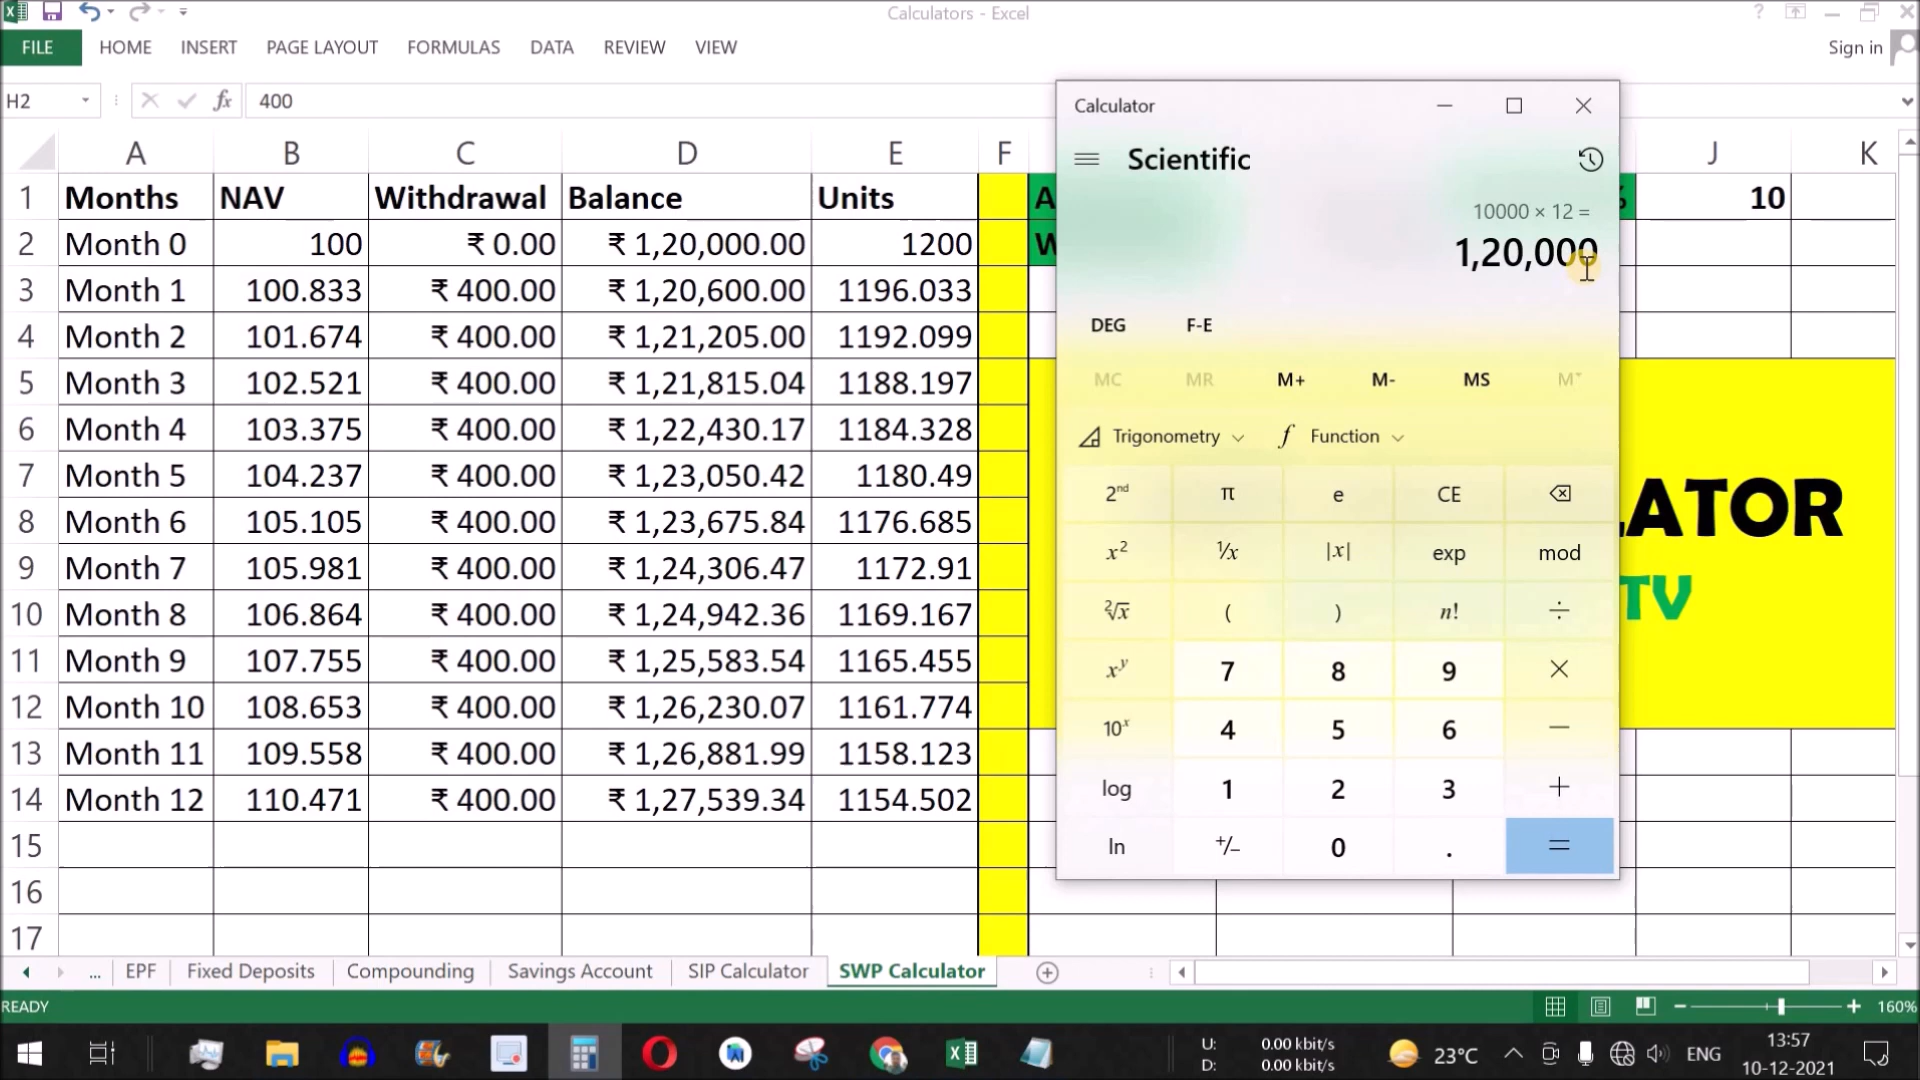 Calculators - Excel
FILE HOME INSERT PAGE LAYOUT FORMULAS DATA REVIEW VIEW Sign in
H2 fx 400
A B C D E F J K
1 Months NAV Withdrawal Balance Units A % 10
2 Month 0 100 ₹ 0.00 ₹ 1,20,000.00 1200 W
3 Month 1 100.833 ₹ 400.00 ₹ 1,20,600.00 1196.033
4 Month 2 101.674 ₹ 400.00 ₹ 1,21,205.00 1192.099
5 Month 3 102.521 ₹ 400.00 ₹ 1,21,815.04 1188.197
6 Month 4 103.375 ₹ 400.00 ₹ 1,22,430.17 1184.328
7 Month 5 104.237 ₹ 400.00 ₹ 1,23,050.42 1180.49
8 Month 6 105.105 ₹ 400.00 ₹ 1,23,675.84 1176.685
9 Month 7 105.981 ₹ 400.00 ₹ 1,24,306.47 1172.91
10 Month 8 106.864 ₹ 400.00 ₹ 1,24,942.36 1169.167
11 Month 9 107.755 ₹ 400.00 ₹ 1,25,583.54 1165.455
12 Month 10 108.653 ₹ 400.00 ₹ 1,26,230.07 1161.774
13 Month 11 109.558 ₹ 400.00 ₹ 1,26,881.99 1158.123
14 Month 12 110.471 ₹ 400.00 ₹ 1,27,539.34 1154.502
15
16
17
LATOR
TV
Calculator
Scientific
10000 × 12 =
1,20,000
DEG F-E
MC MR M+ M- MS M˅
Trigonometry f Function
2nd π e CE
x² ¹/x |x| exp mod
²√x ( ) n! ÷
xʸ 7 8 9 ×
10ˣ 4 5 6 −
log 1 2 3 +
ln +/− 0 . =
... EPF Fixed Deposits Compounding Savings Account SIP Calculator SWP Calculator
READY 160%
U: 0.00 kbit/s
D: 0.00 kbit/s
23°C ENG
13:57
10-12-2021